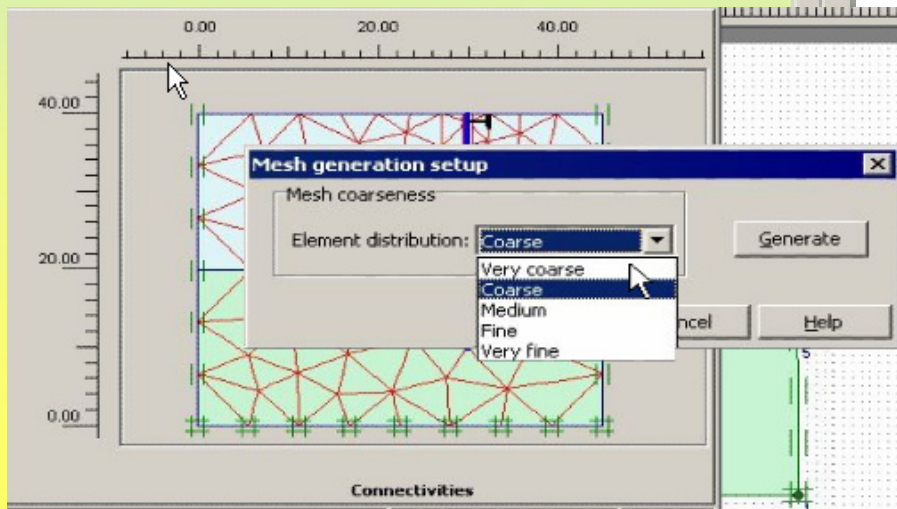 0.00 20.00 40.00
40.00
Mesh generation setup
Mesh coarseness
Element distribution: Coarse
Generate
Very coarse
Coarse
Medium
Fine
Very fine
Help
20.00
0.00
5
Connectivities